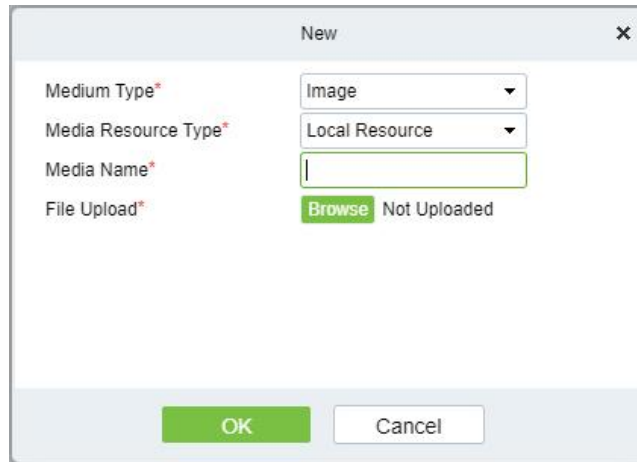 New
Medium Type* Image
Media Resource Type* Local Resource
Media Name*
File Upload* Browse Not Uploaded
OK Cancel